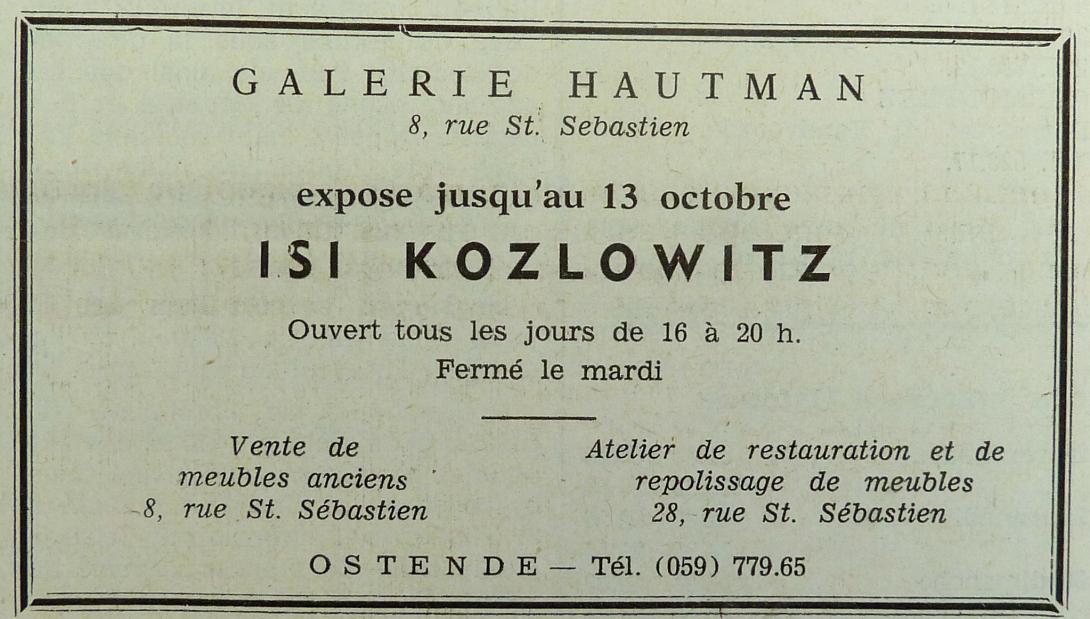 GALERIE HAUTMAN
8, rue St. Sebastien
expose jusqu'au 13 octobre
ISI KOZLOWITZ
Ouvert tous les jours de 16 à 20 h.
Fermé le mardi
Vente de
meubles anciens
8, rue St. Sébastien
Atelier de restauration et de
repolissage de meubles
28, rue St. Sébastien
OSTENDE — Tél. (059) 779.65